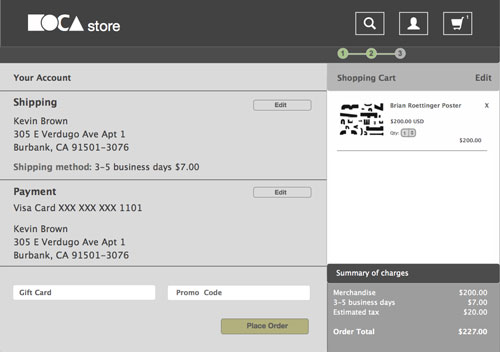 MOCA store
1
1 2 3
Your Account
Shopping Cart Edit
Shipping Edit
Kevin Brown
305 E Verdugo Ave Apt 1
Burbank, CA 91501-3076
Shipping method: 3-5 business days $7.00
Payment Edit
Visa Card XXX XXX XXX 1101
Kevin Brown
305 E Verdugo Ave Apt 1
Burbank, CA 91501-3076
Gift Card
Promo Code
Place Order
Brian Roettinger Poster X
$200.00 USD
Qty: 1
$200.00
Summary of charges
Merchandise $200.00
3-5 business days $7.00
Estimated tax $20.00
Order Total $227.00